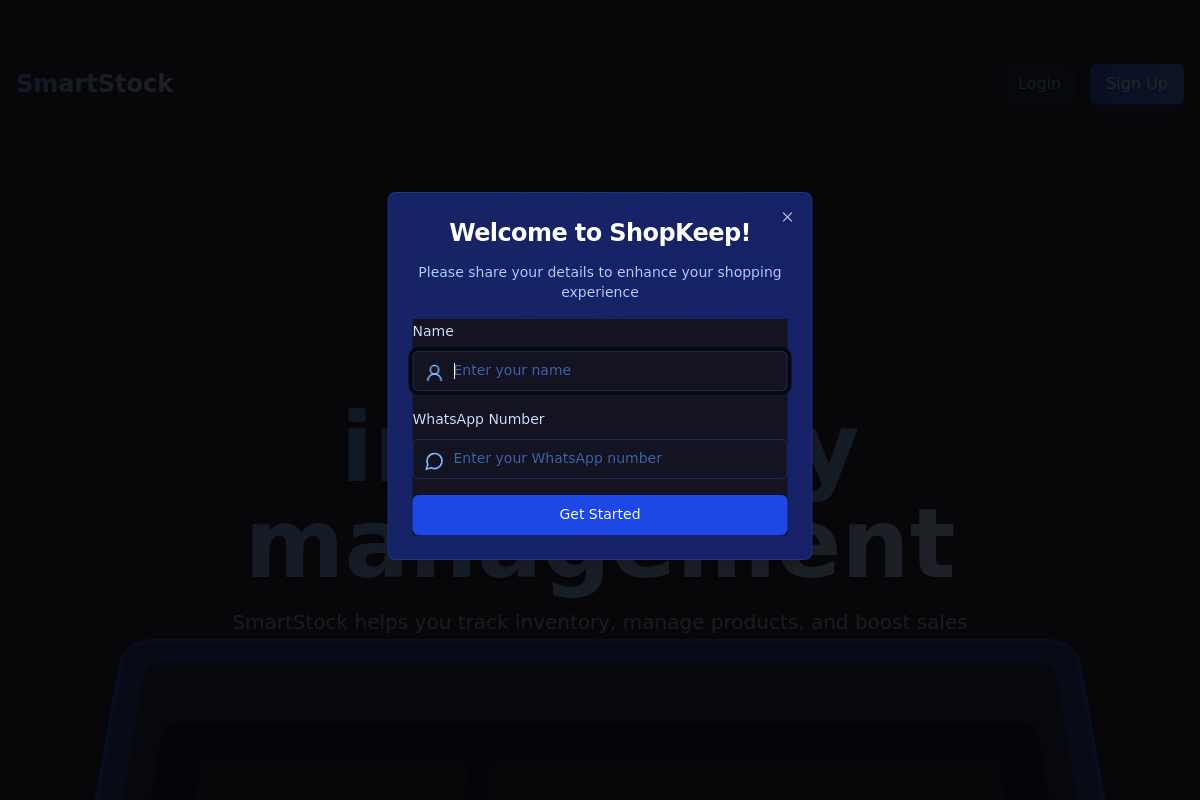 SmartStock
Login
Sign Up
Welcome to ShopKeep!
Please share your details to enhance your shopping
experience
Name
Enter your name
WhatsApp Number
Enter your WhatsApp number
Get Started
management
SmartStock helps you track inventory, manage products, and boost sales